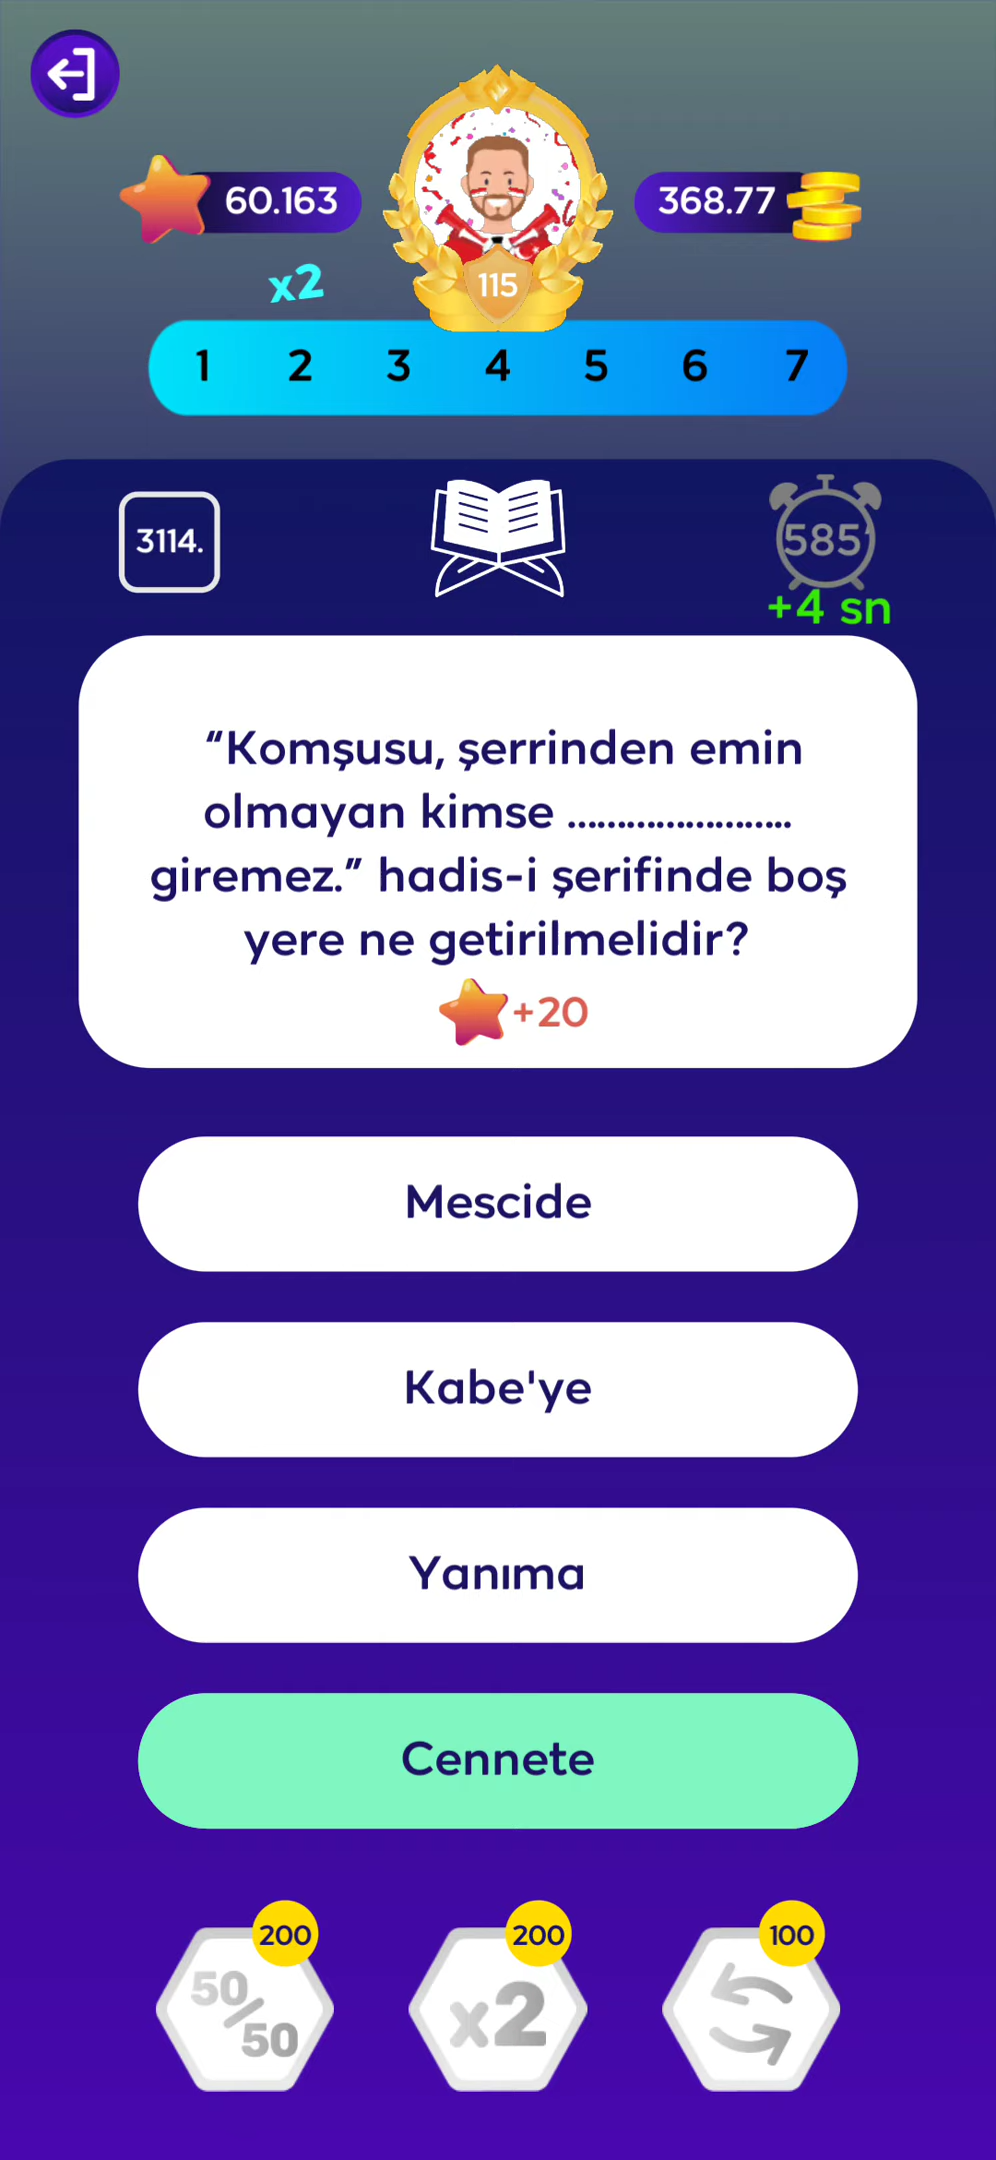 60.163
368.77
115
x2
1 2 3 4 5 6 7
3114.
585
+4 sn
“Komşusu, şerrinden emin
olmayan kimse .......................
giremez.” hadis-i şerifinde boş
yere ne getirilmelidir?
+20
Mescide
Kabe'ye
Yanıma
Cennete
200
200
100
50/50
x2